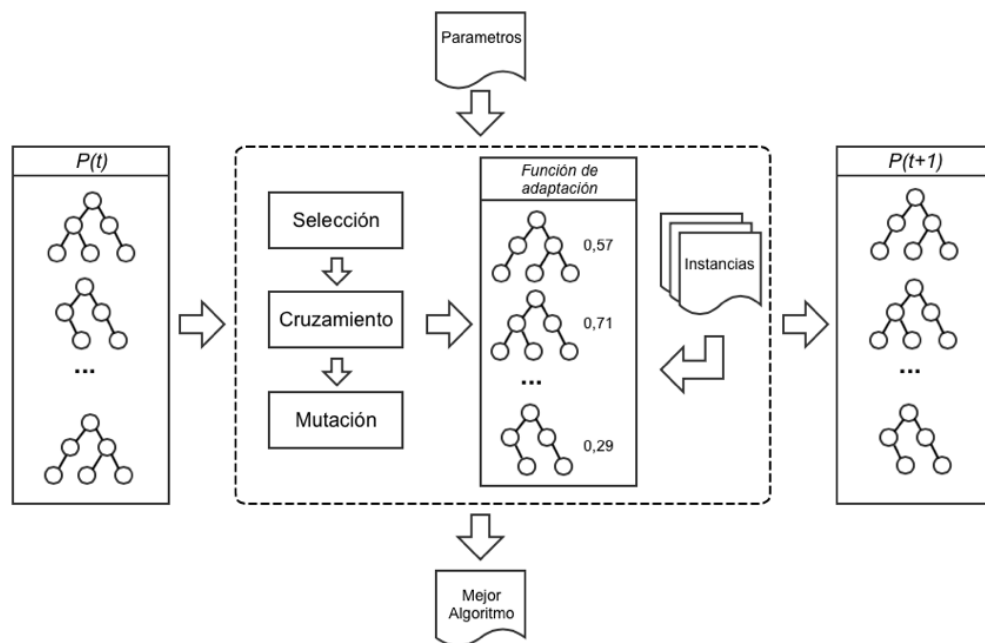 Parametros
P(t)
...
Selección
Cruzamiento
Mutación
Función de
adaptación
0,57
0,71
...
0,29
Instancias
P(t+1)
...
Mejor
Algoritmo